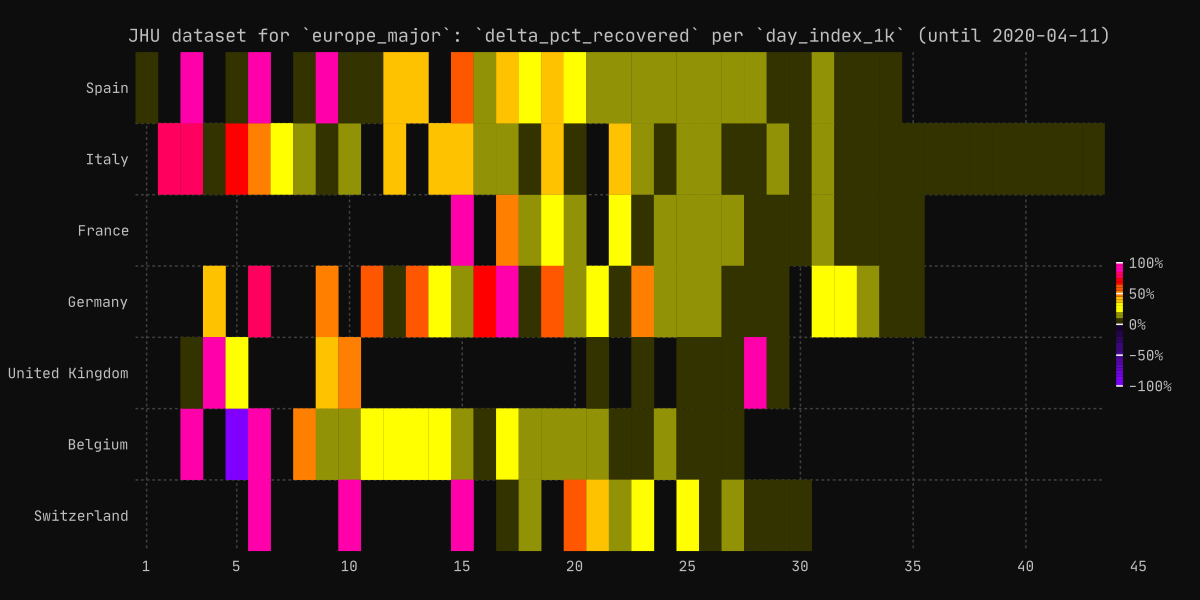 JHU dataset for `europe_major`: `delta_pct_recovered` per `day_index_1k` (until 2020-04-11)
Spain
Italy
France
Germany
United Kingdom
Belgium
Switzerland
100%
50%
0%
-50%
-100%
1 5 10 15 20 25 30 35 40 45